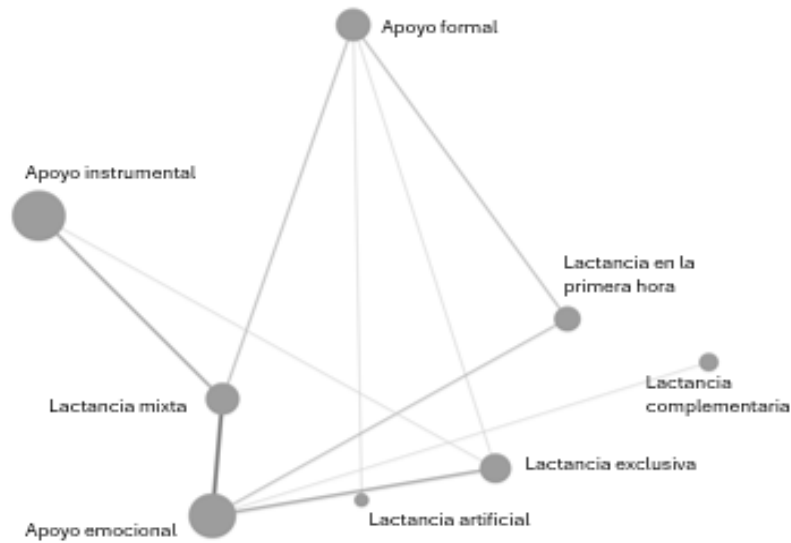 Apoyo formal
Apoyo instrumental
Lactancia en la
primera hora
Lactancia
complementaria
Lactancia mixta
Lactancia exclusiva
Lactancia artificial
Apoyo emocional